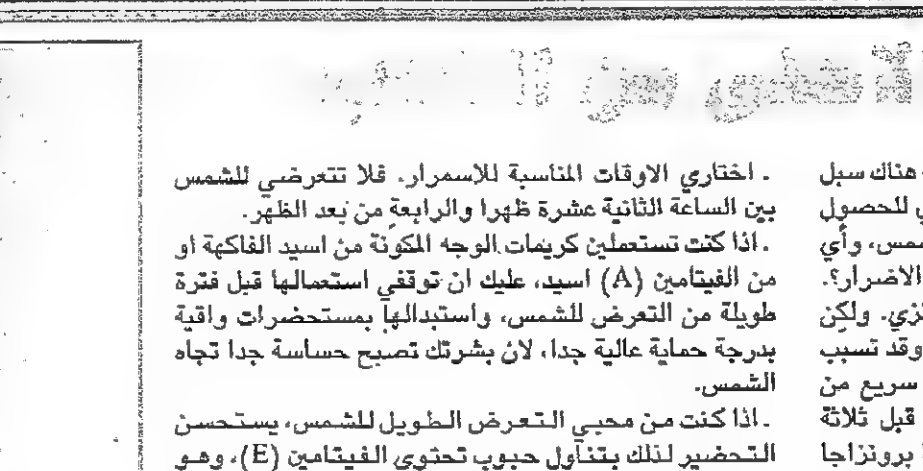 من
. اختاري الاوقات المناسبة للاسمرار. فلا تتعرضي للشمس
بين الساعة الثانية عشرة ظهرا والرابعة من بعد الظهر.
. اذا كنت تستعملين كريمات الوجه المكونة من اسيد الفاكهة او
من الفيتامين (A) اسيد، عليك ان توقفي استعمالها قبل فترة
طويلة من التعرض للشمس، واستبدالها بمستحضرات واقية
بدرجة حماية عالية جدا، لان بشرتك تصبح حساسة جدا تجاه
الشمس.
. اذا كنت من محبي التعرض الطويل للشمس، يستحسن
التحضير لذلك بتناول حبوب تحتوي الفيتامين (E)، وهو
هناك سبل
ي للحصول
شمس، وأي
الاضرار؟.
نزي. ولكن
وقد تسبب
سريع من
قبل ثلاثة
برونزاجا